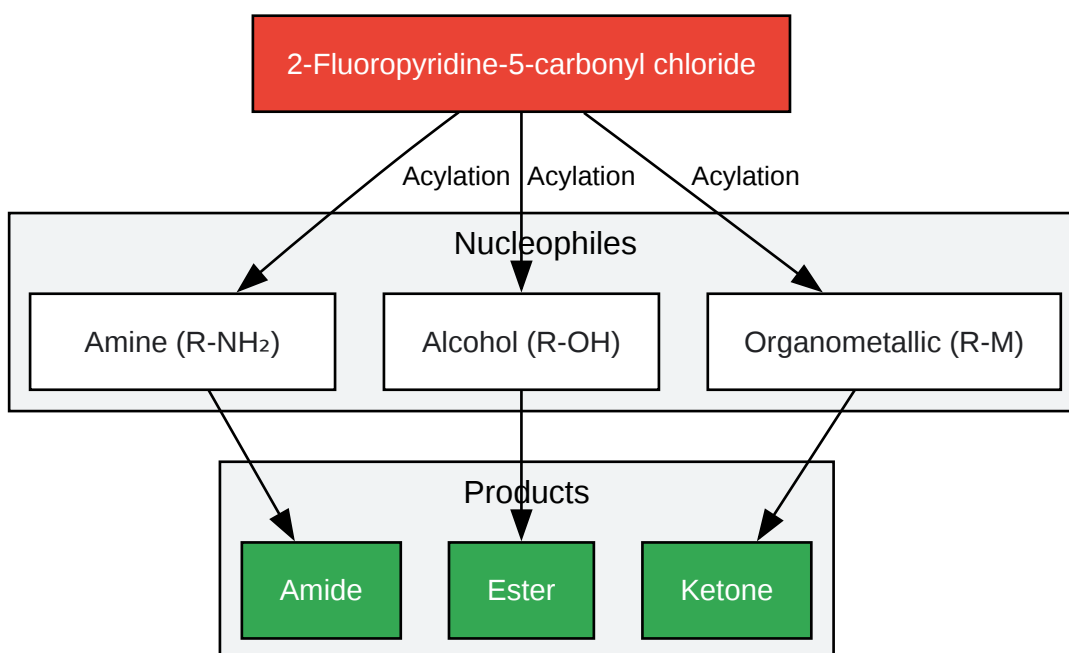 2-Fluoropyridine-5-carbonyl chloride
Acylation Acylation Acylation
Nucleophiles
Amine (R-NH₂) Alcohol (R-OH) Organometallic (R-M)
Products
Amide Ester Ketone